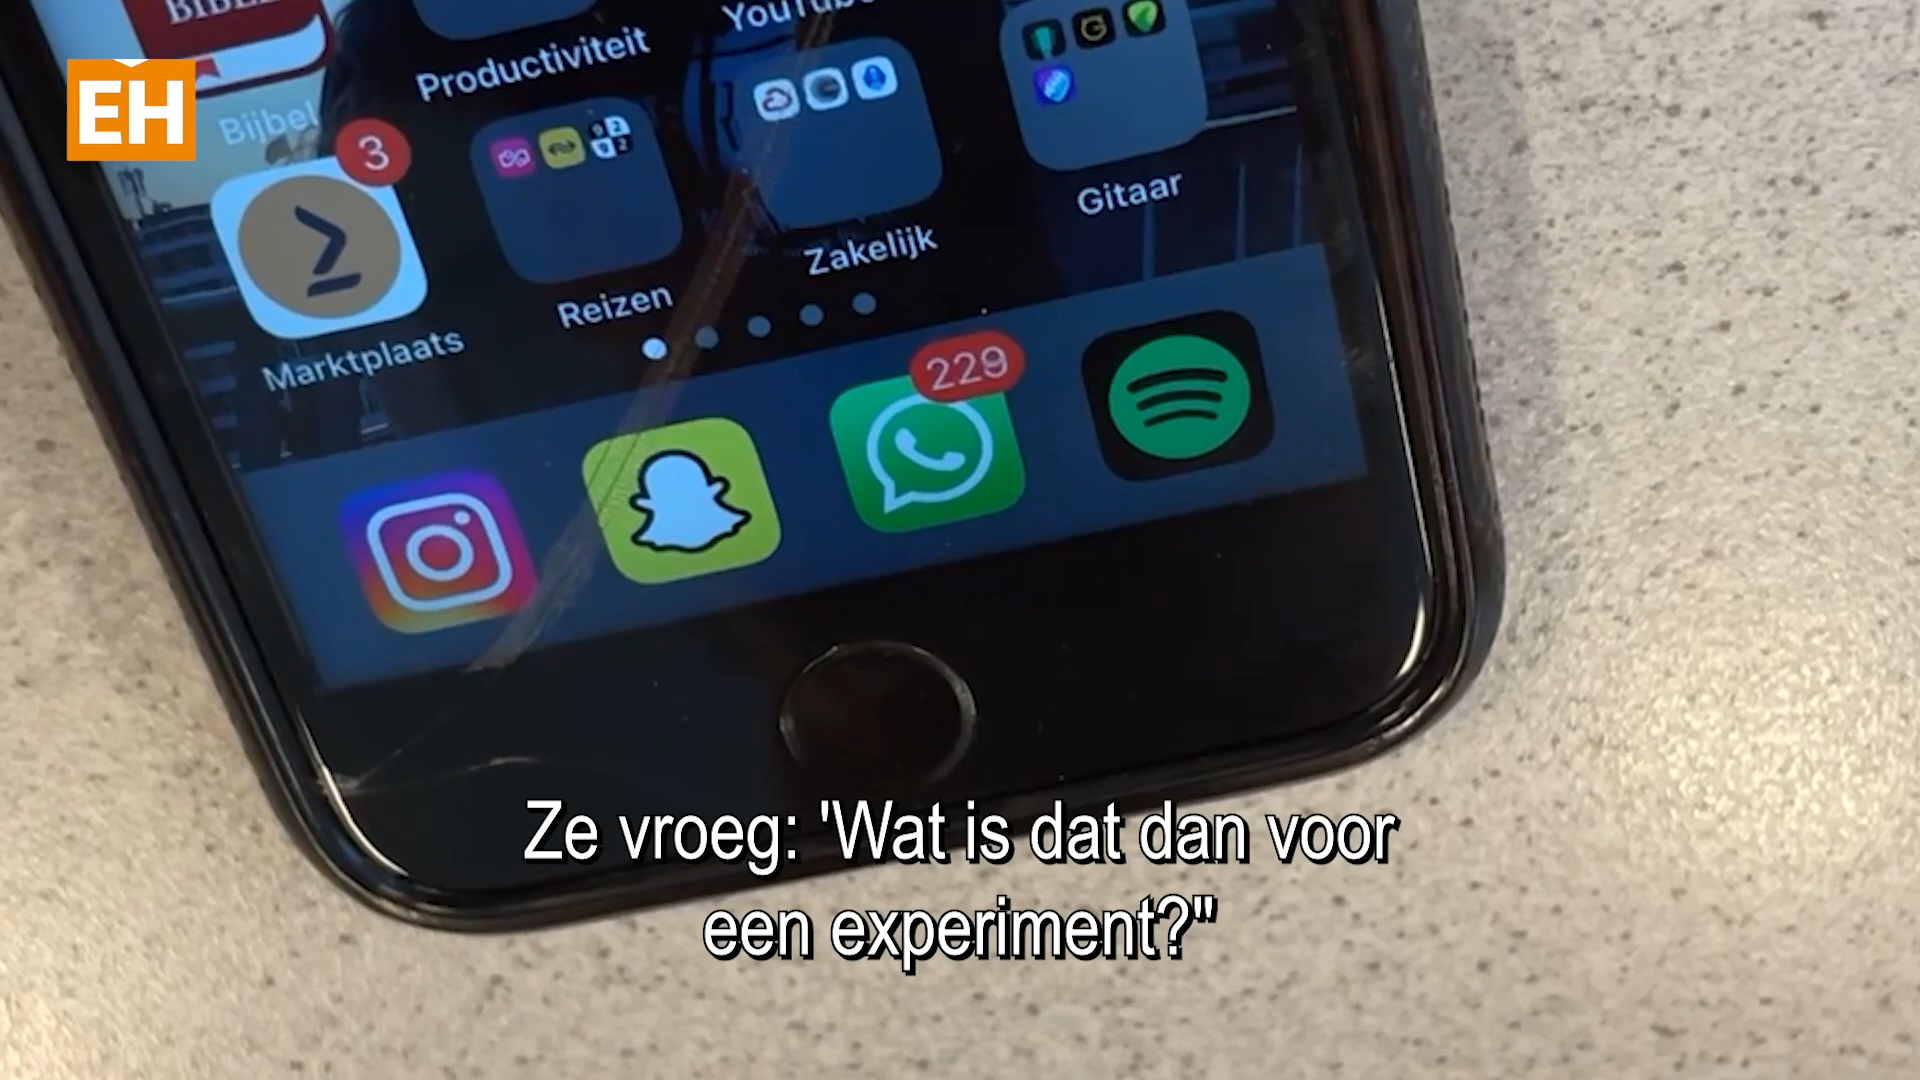 BIBEL
YouTube
EH
Productiviteit
Bijbel
3
Gitaar
Zakelijk
Reizen
Marktplaats
229
Ze vroeg: 'Wat is dat dan voor
een experiment?"